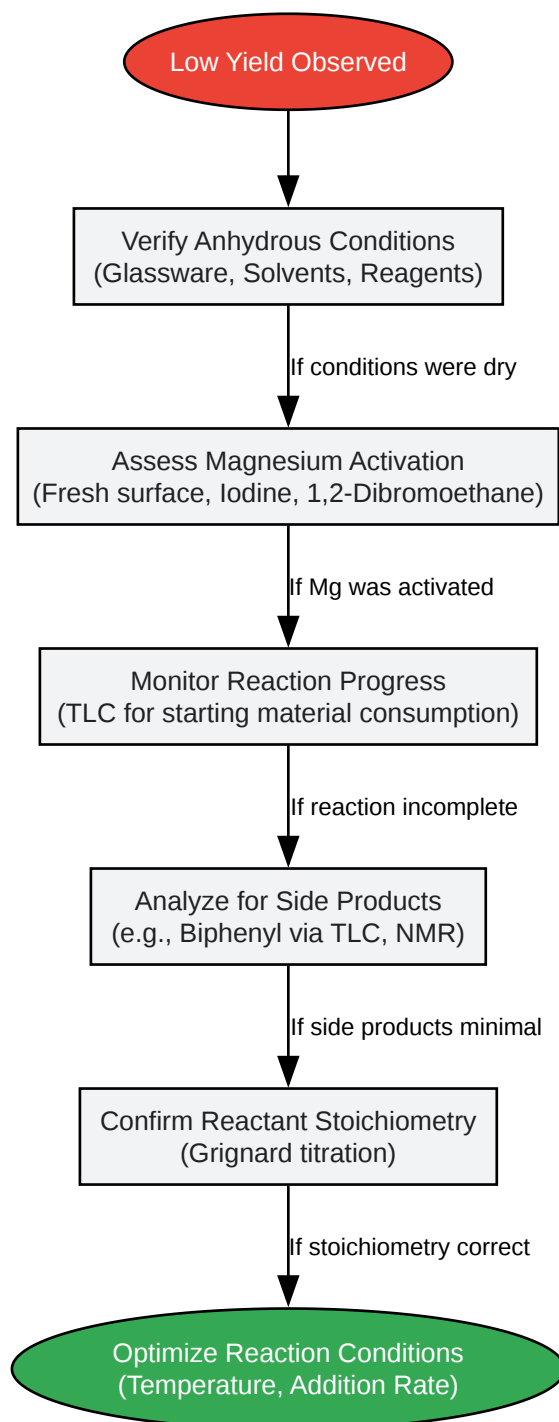 Low Yield Observed
Verify Anhydrous Conditions
(Glassware, Solvents, Reagents)
If conditions were dry
Assess Magnesium Activation
(Fresh surface, Iodine, 1,2-Dibromoethane)
If Mg was activated
Monitor Reaction Progress
(TLC for starting material consumption)
If reaction incomplete
Analyze for Side Products
(e.g., Biphenyl via TLC, NMR)
If side products minimal
Confirm Reactant Stoichiometry
(Grignard titration)
If stoichiometry correct
Optimize Reaction Conditions
(Temperature, Addition Rate)